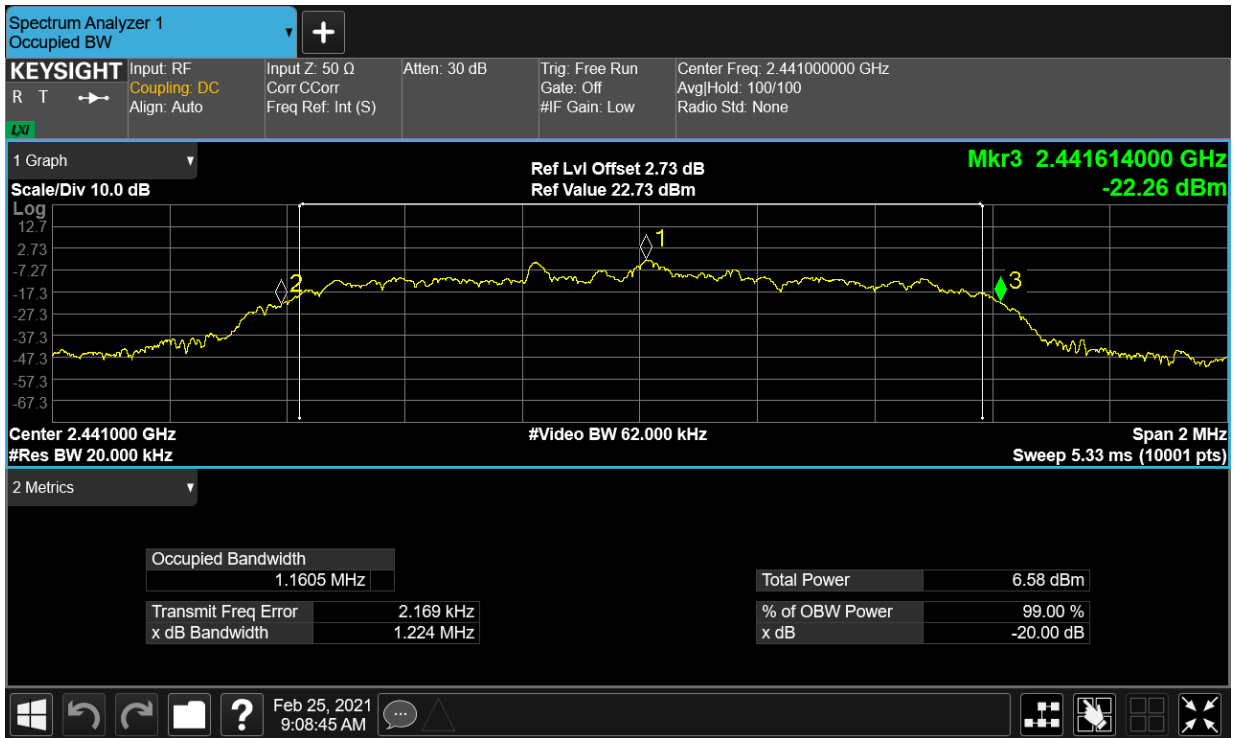 Spectrum Analyzer 1
Occupied BW
KEYSIGHT
R T
LXI
Input: RF
Coupling: DC
Align: Auto
Input Z: 50 Ω
Corr CCorr
Freq Ref: Int (S)
Atten: 30 dB
Trig: Free Run
Gate: Off
#IF Gain: Low
Center Freq: 2.441000000 GHz
Avg|Hold: 100/100
Radio Std: None
1 Graph
Scale/Div 10.0 dB
Ref Lvl Offset 2.73 dB
Ref Value 22.73 dBm
Mkr3 2.441614000 GHz
-22.26 dBm
Log
12.7
2.73
-7.27
-17.3
-27.3
-37.3
-47.3
-57.3
-67.3
1
2
3
Center 2.441000 GHz
#Video BW 62.000 kHz
Span 2 MHz
#Res BW 20.000 kHz
Sweep 5.33 ms (10001 pts)
2 Metrics
Occupied Bandwidth
1.1605 MHz
Transmit Freq Error 2.169 kHz
x dB Bandwidth 1.224 MHz
Total Power 6.58 dBm
% of OBW Power 99.00 %
x dB -20.00 dB
?
Feb 25, 2021
9:08:45 AM